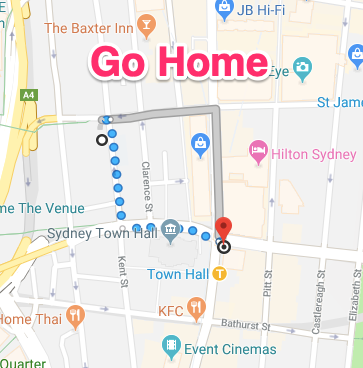 JB Hi-Fi
The Baxter Inn
Go Home
Eye
A4
St Jame
Clarence St
Hilton Sydney
me The Venue
Sydney Town Hall
Kent St
Town Hall T
Pitt St
Castlereagh St
Elizabeth St
KFC
Home Thai
Bathurst St
Event Cinemas
Quarter